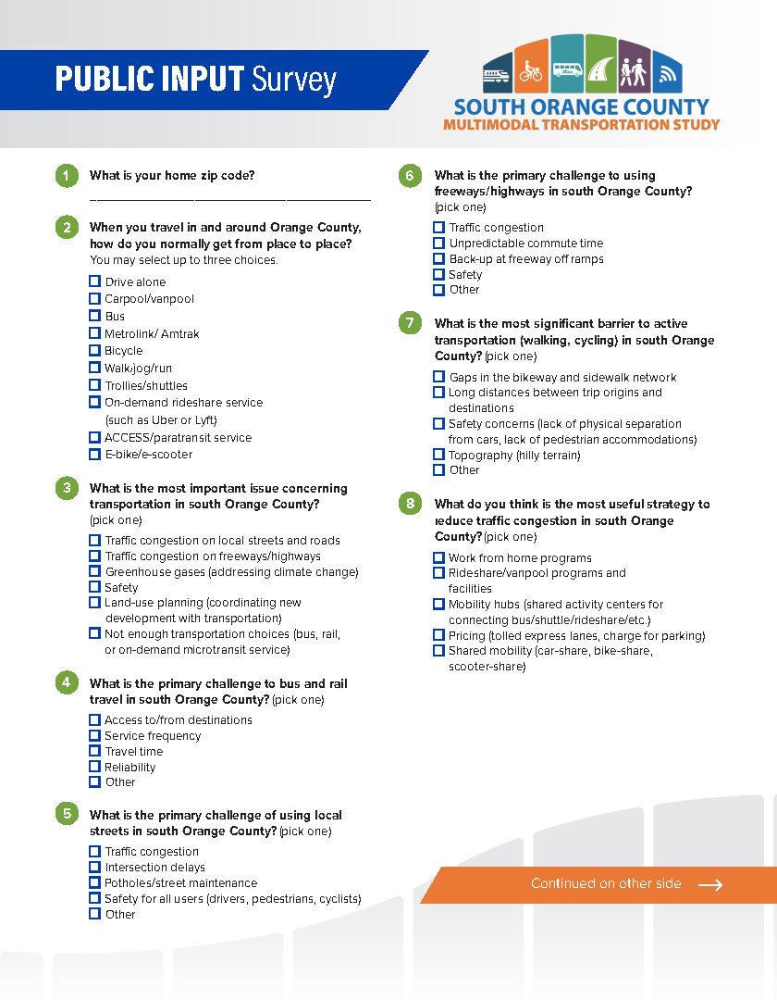 PUBLIC INPUT Survey
SOUTH ORANGE COUNTY
MULTIMODAL TRANSPORTATION STUDY
1 What is your home zip code?
2 When you travel in and around Orange County,
how do you normally get from place to place?
You may select up to three choices.
Drive alone
Carpool/vanpool
Bus
Metrolink/ Amtrak
Bicycle
Walk/jog/run
Trollies/shuttles
On-demand rideshare service
(such as Uber or Lyft)
ACCESS/paratransit service
E-bike/e-scooter
3 What is the most important issue concerning
transportation in south Orange County?
(pick one)
Traffic congestion on local streets and roads
Traffic congestion on freeways/highways
Greenhouse gases (addressing climate change)
Safety
Land-use planning (coordinating new
development with transportation)
Not enough transportation choices (bus, rail,
or on-demand microtransit service)
4 What is the primary challenge to bus and rail
travel in south Orange County? (pick one)
Access to/from destinations
Service frequency
Travel time
Reliability
Other
5 What is the primary challenge of using local
streets in south Orange County? (pick one)
Traffic congestion
Intersection delays
Potholes/street maintenance
Safety for all users (drivers, pedestrians, cyclists)
Other
6 What is the primary challenge to using
freeways/highways in south Orange County?
(pick one)
Traffic congestion
Unpredictable commute time
Back-up at freeway off ramps
Safety
Other
7 What is the most significant barrier to active
transportation (walking, cycling) in south Orange
County? (pick one)
Gaps in the bikeway and sidewalk network
Long distances between trip origins and
destinations
Safety concerns (lack of physical separation
from cars, lack of pedestrian accommodations)
Topography (hilly terrain)
Other
8 What do you think is the most useful strategy to
reduce traffic congestion in south Orange
County? (pick one)
Work from home programs
Rideshare/vanpool programs and
facilities
Mobility hubs (shared activity centers for
connecting bus/shuttle/rideshare/etc.)
Pricing (tolled express lanes, charge for parking)
Shared mobility (car-share, bike-share,
scooter-share)
Continued on other side →